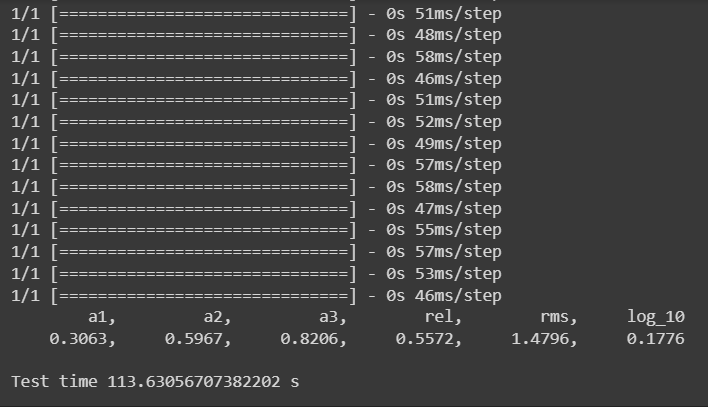 1/1 [==============================] - 0s 51ms/step
1/1 [==============================] - 0s 48ms/step
1/1 [==============================] - 0s 58ms/step
1/1 [==============================] - 0s 46ms/step
1/1 [==============================] - 0s 51ms/step
1/1 [==============================] - 0s 52ms/step
1/1 [==============================] - 0s 49ms/step
1/1 [==============================] - 0s 57ms/step
1/1 [==============================] - 0s 58ms/step
1/1 [==============================] - 0s 47ms/step
1/1 [==============================] - 0s 55ms/step
1/1 [==============================] - 0s 57ms/step
1/1 [==============================] - 0s 53ms/step
1/1 [==============================] - 0s 46ms/step
a1, a2, a3, rel, rms, log_10
0.3063, 0.5967, 0.8206, 0.5572, 1.4796, 0.1776
Test time 113.63056707382202 s